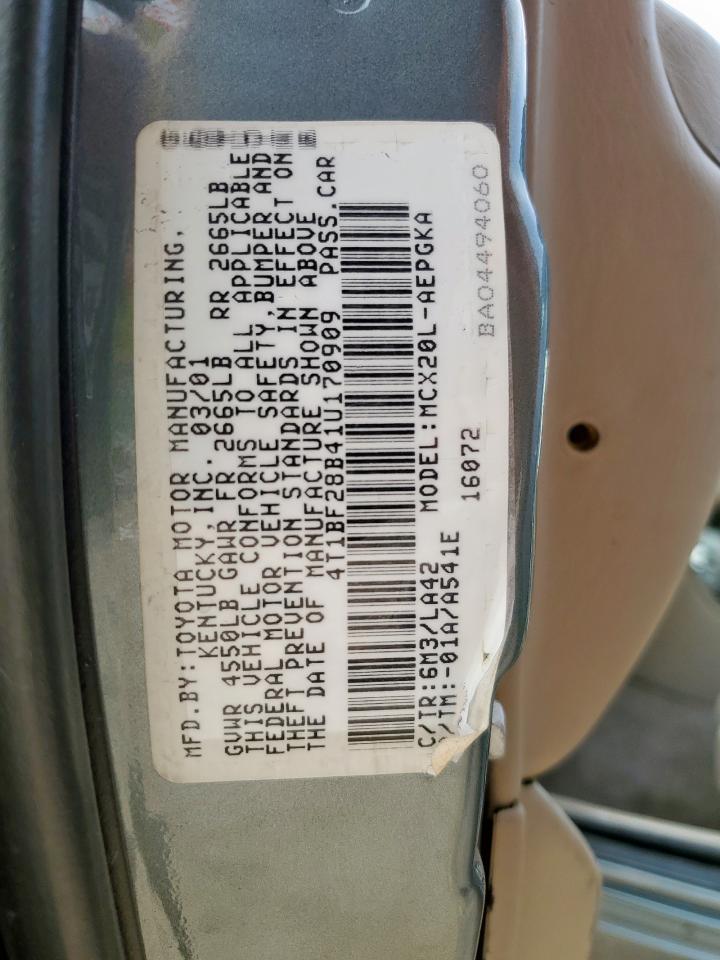 MFD.BY:TOYOTA MOTOR MANUFACTURING,
KENTUCKY,INC. 03/01
GVWR 4550LB GAWR FR 2665LB RR 2665LB
THIS VEHICLE CONFORMS TO ALL APPLICABLE
FEDERAL MOTOR VEHICLE SAFETY,BUMPER AND
THEFT PREVENTION STANDARDS IN EFFECT ON
THE DATE OF MANUFACTURE SHOWN ABOVE
4T1BF28B41U170909 PASS.CAR
C/TR:6M3/LA42 MODEL:MCX20L-AEPGKA
/TM:-01A/A541E
16072
BA04494060